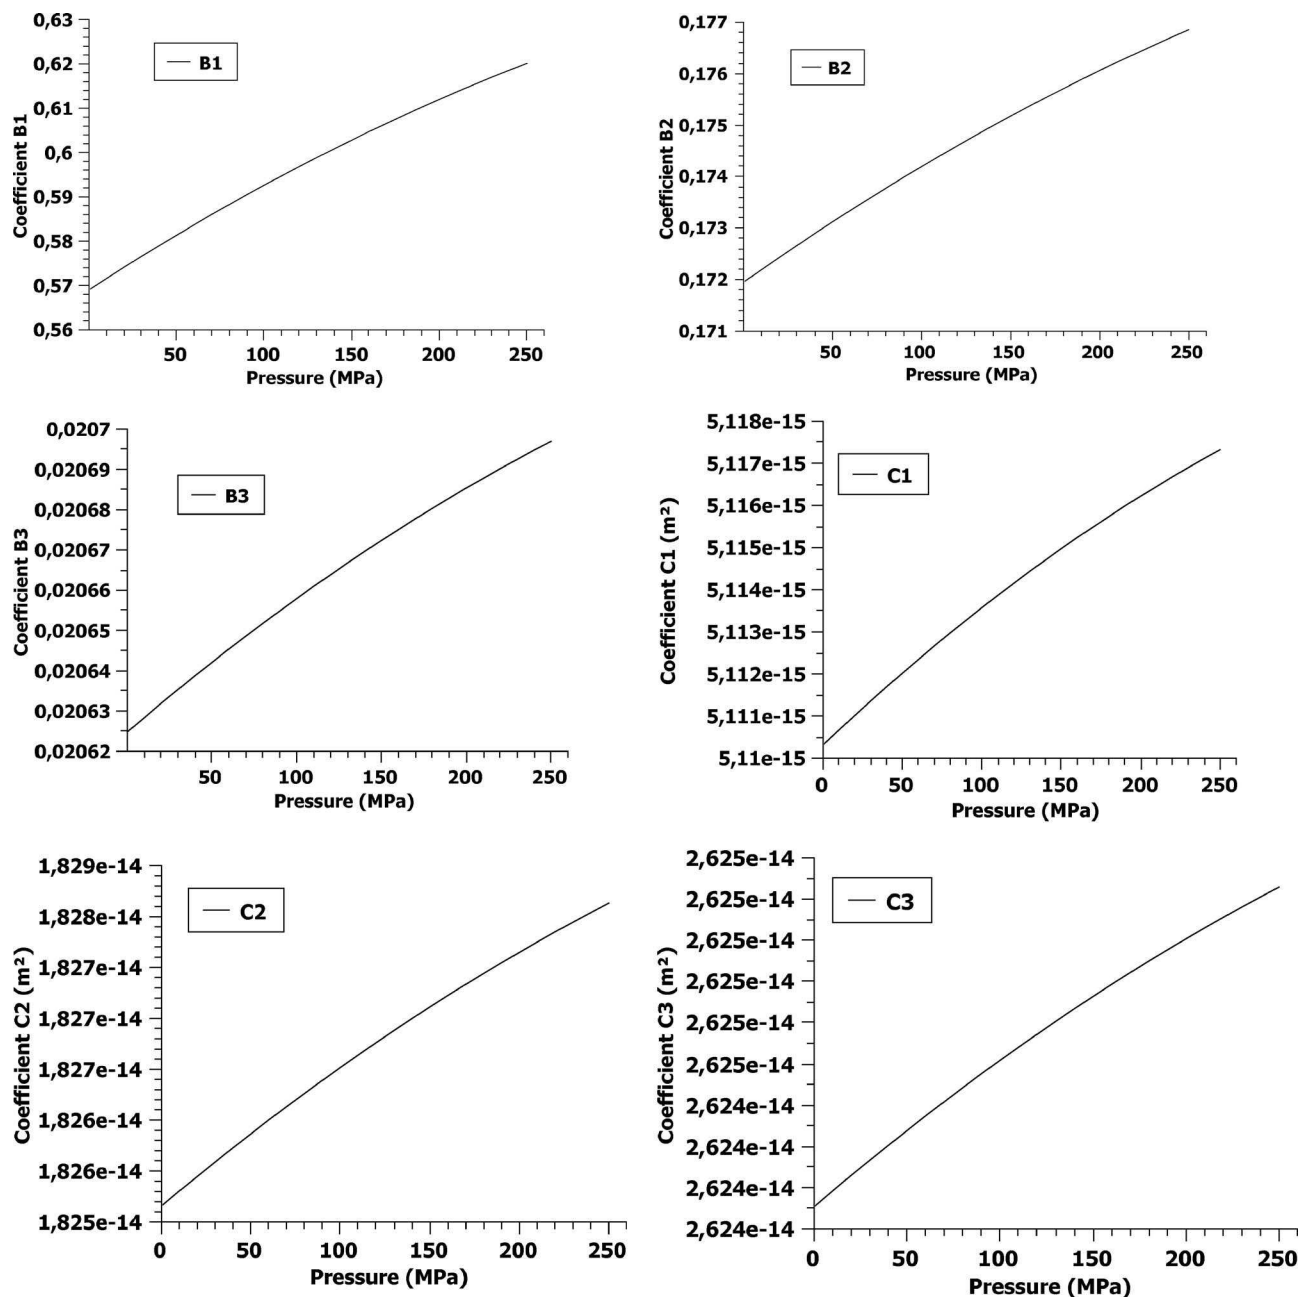 Coefficient B1
0,63
0,62
0,61
0,6
0,59
0,58
0,57
0,56
B1
50 100 150 200 250
Pressure (MPa)
Coefficient B2
0,177
0,176
0,175
0,174
0,173
0,172
0,171
B2
50 100 150 200 250
Pressure (MPa)
Coefficient B3
0,0207
0,02069
0,02068
0,02067
0,02066
0,02065
0,02064
0,02063
0,02062
B3
50 100 150 200 250
Pressure (MPa)
Coefficient C1 (m²)
5,118e-15
5,117e-15
5,116e-15
5,115e-15
5,114e-15
5,113e-15
5,112e-15
5,111e-15
5,11e-15
C1
0 50 100 150 200 250
Pressure (MPa)
Coefficient C2 (m²)
1,829e-14
1,828e-14
1,827e-14
1,827e-14
1,827e-14
1,826e-14
1,826e-14
1,825e-14
C2
0 50 100 150 200 250
Pressure (MPa)
Coefficient C3 (m²)
2,625e-14
2,625e-14
2,625e-14
2,625e-14
2,625e-14
2,625e-14
2,624e-14
2,624e-14
2,624e-14
2,624e-14
C3
0 50 100 150 200 250
Pressure (MPa)